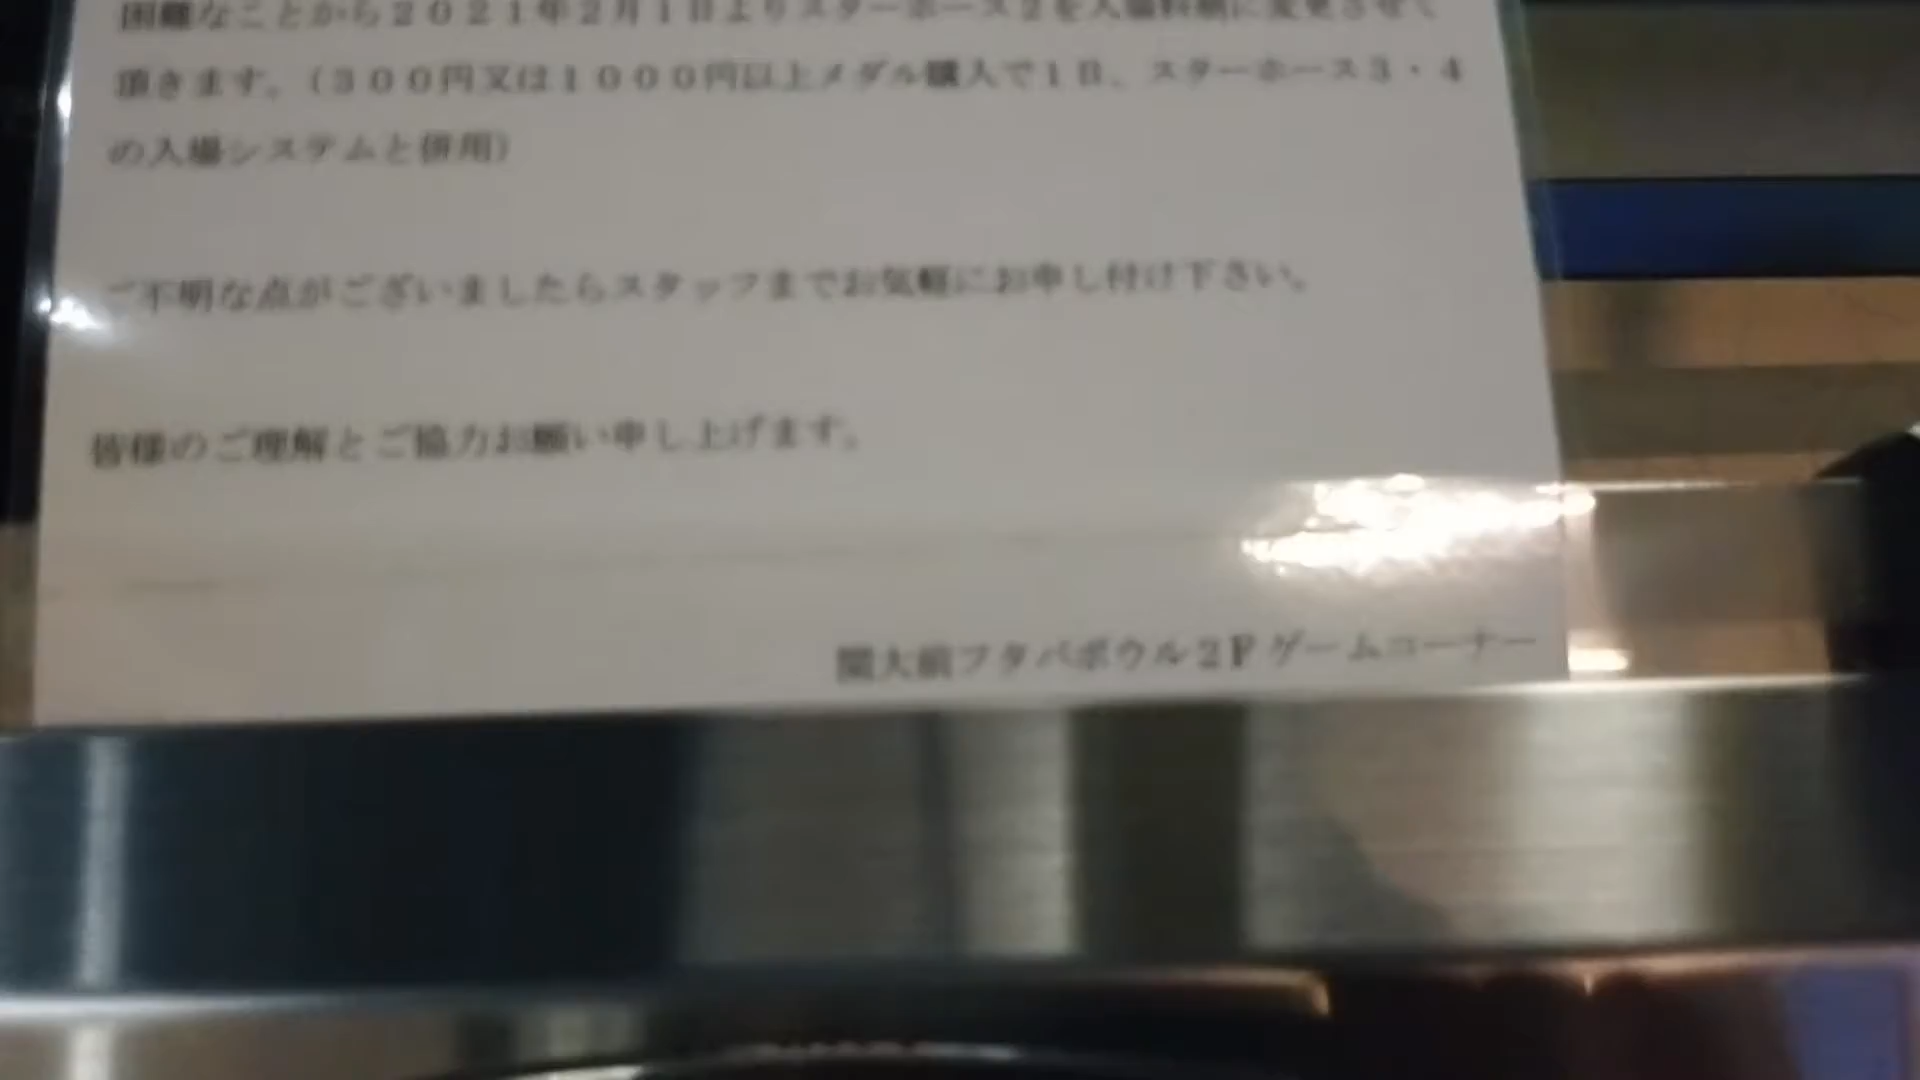 困難なことから2021年2月1日よりスターホース2を入場料制に変更させて
頂きます。(300円又は1000円以上メダル購入で1日、スターホース3・4
の入場システムと併用)
ご不明な点がございましたらスタッフまでお気軽にお申し付け下さい。
皆様のご理解とご協力お願い申し上げます。
関大前フタバボウル2Fゲームコーナー